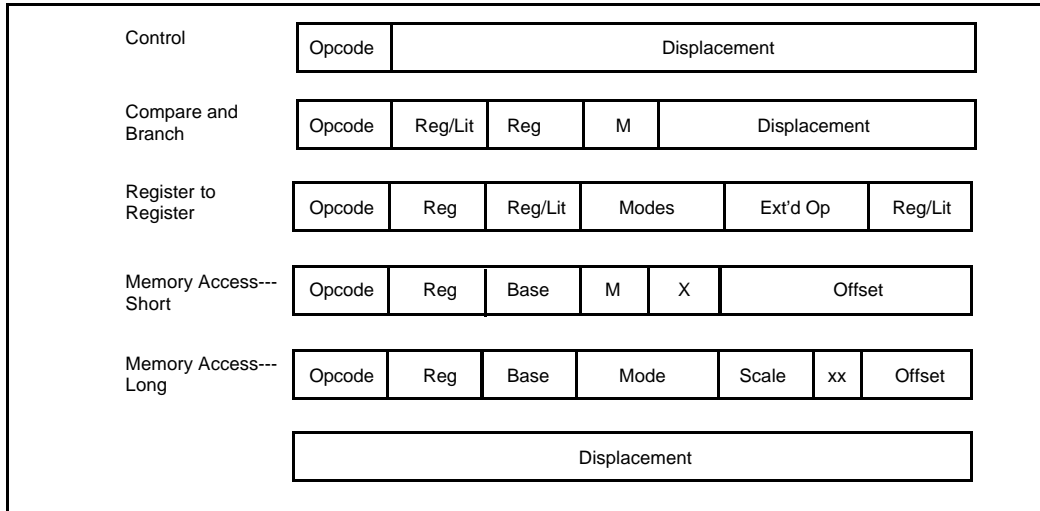 Control
Opcode Displacement
Compare and
Branch
Opcode Reg/Lit Reg M Displacement
Register to
Register
Opcode Reg Reg/Lit Modes Ext'd Op Reg/Lit
Memory Access---
Short
Opcode Reg Base M X Offset
Memory Access---
Long
Opcode Reg Base Mode Scale xx Offset
Displacement